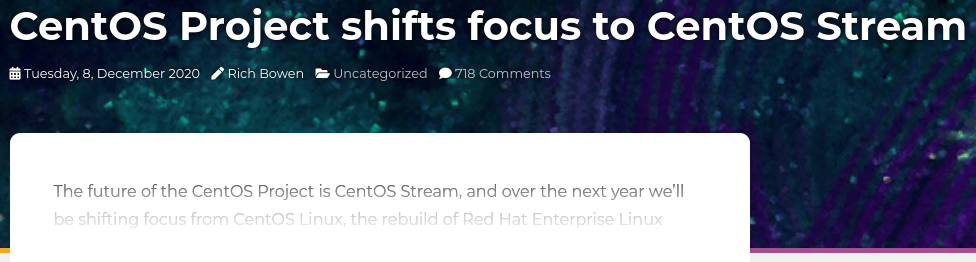 CentOS Project shifts focus to CentOS Stream
Tuesday, 8, December 2020 Rich Bowen Uncategorized 718 Comments
The future of the CentOS Project is CentOS Stream, and over the next year we’ll
be shifting focus from CentOS Linux, the rebuild of Red Hat Enterprise Linux